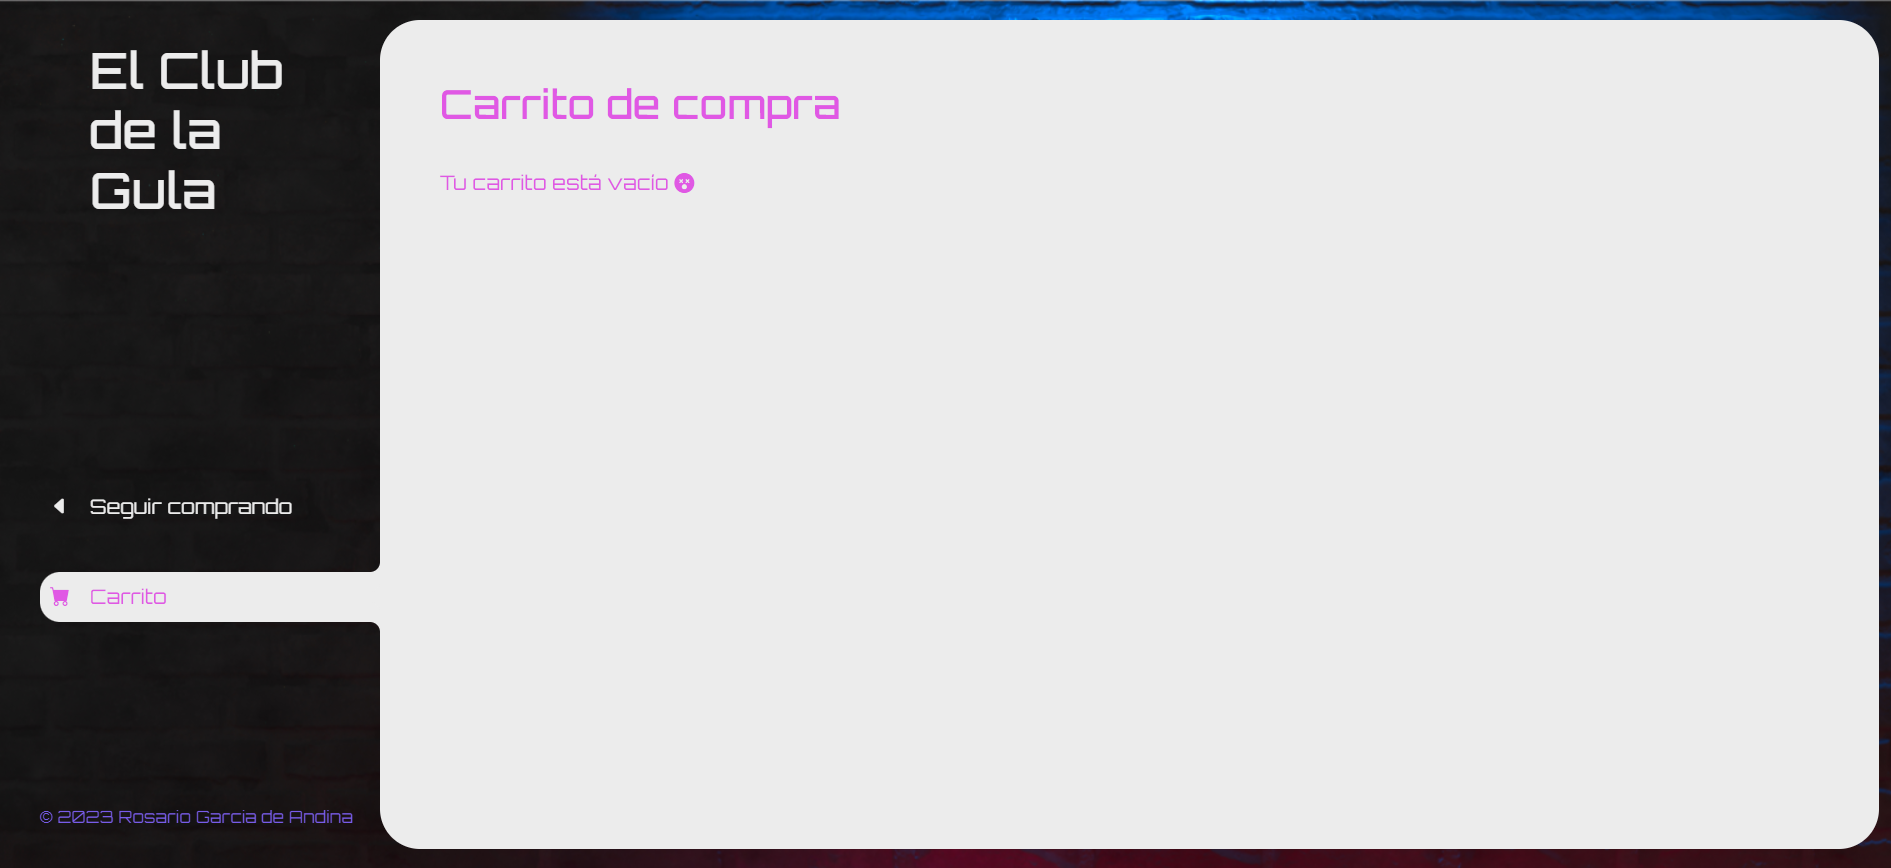 El Club
de la
Gula
Carrito de compra
Tu carrito está vacío
Seguir comprando
Carrito
© 2023 Rosario Garcia de Andina